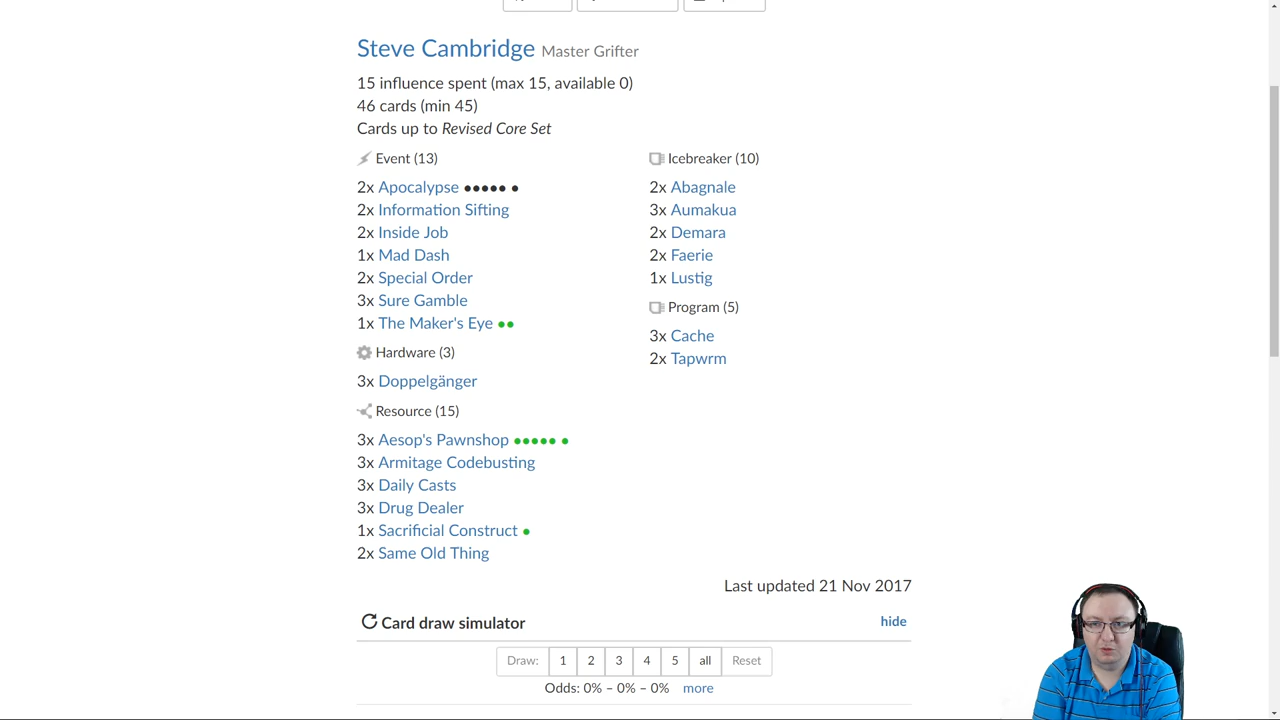 Steve Cambridge Master Grifter
15 influence spent (max 15, available 0)
46 cards (min 45)
Cards up to Revised Core Set
Event (13)
2x Apocalypse ●●●●● ●
2x Information Sifting
2x Inside Job
1x Mad Dash
2x Special Order
3x Sure Gamble
1x The Maker's Eye ●●
Hardware (3)
3x Doppelgänger
Resource (15)
3x Aesop's Pawnshop ●●●●● ●
3x Armitage Codebusting
3x Daily Casts
3x Drug Dealer
1x Sacrificial Construct ●
2x Same Old Thing
Icebreaker (10)
2x Abagnale
3x Aumakua
2x Demara
2x Faerie
1x Lustig
Program (5)
3x Cache
2x Tapwrm
Last updated 21 Nov 2017
Card draw simulator
hide
Draw: 1 2 3 4 5 all Reset
Odds: 0% – 0% – 0% more